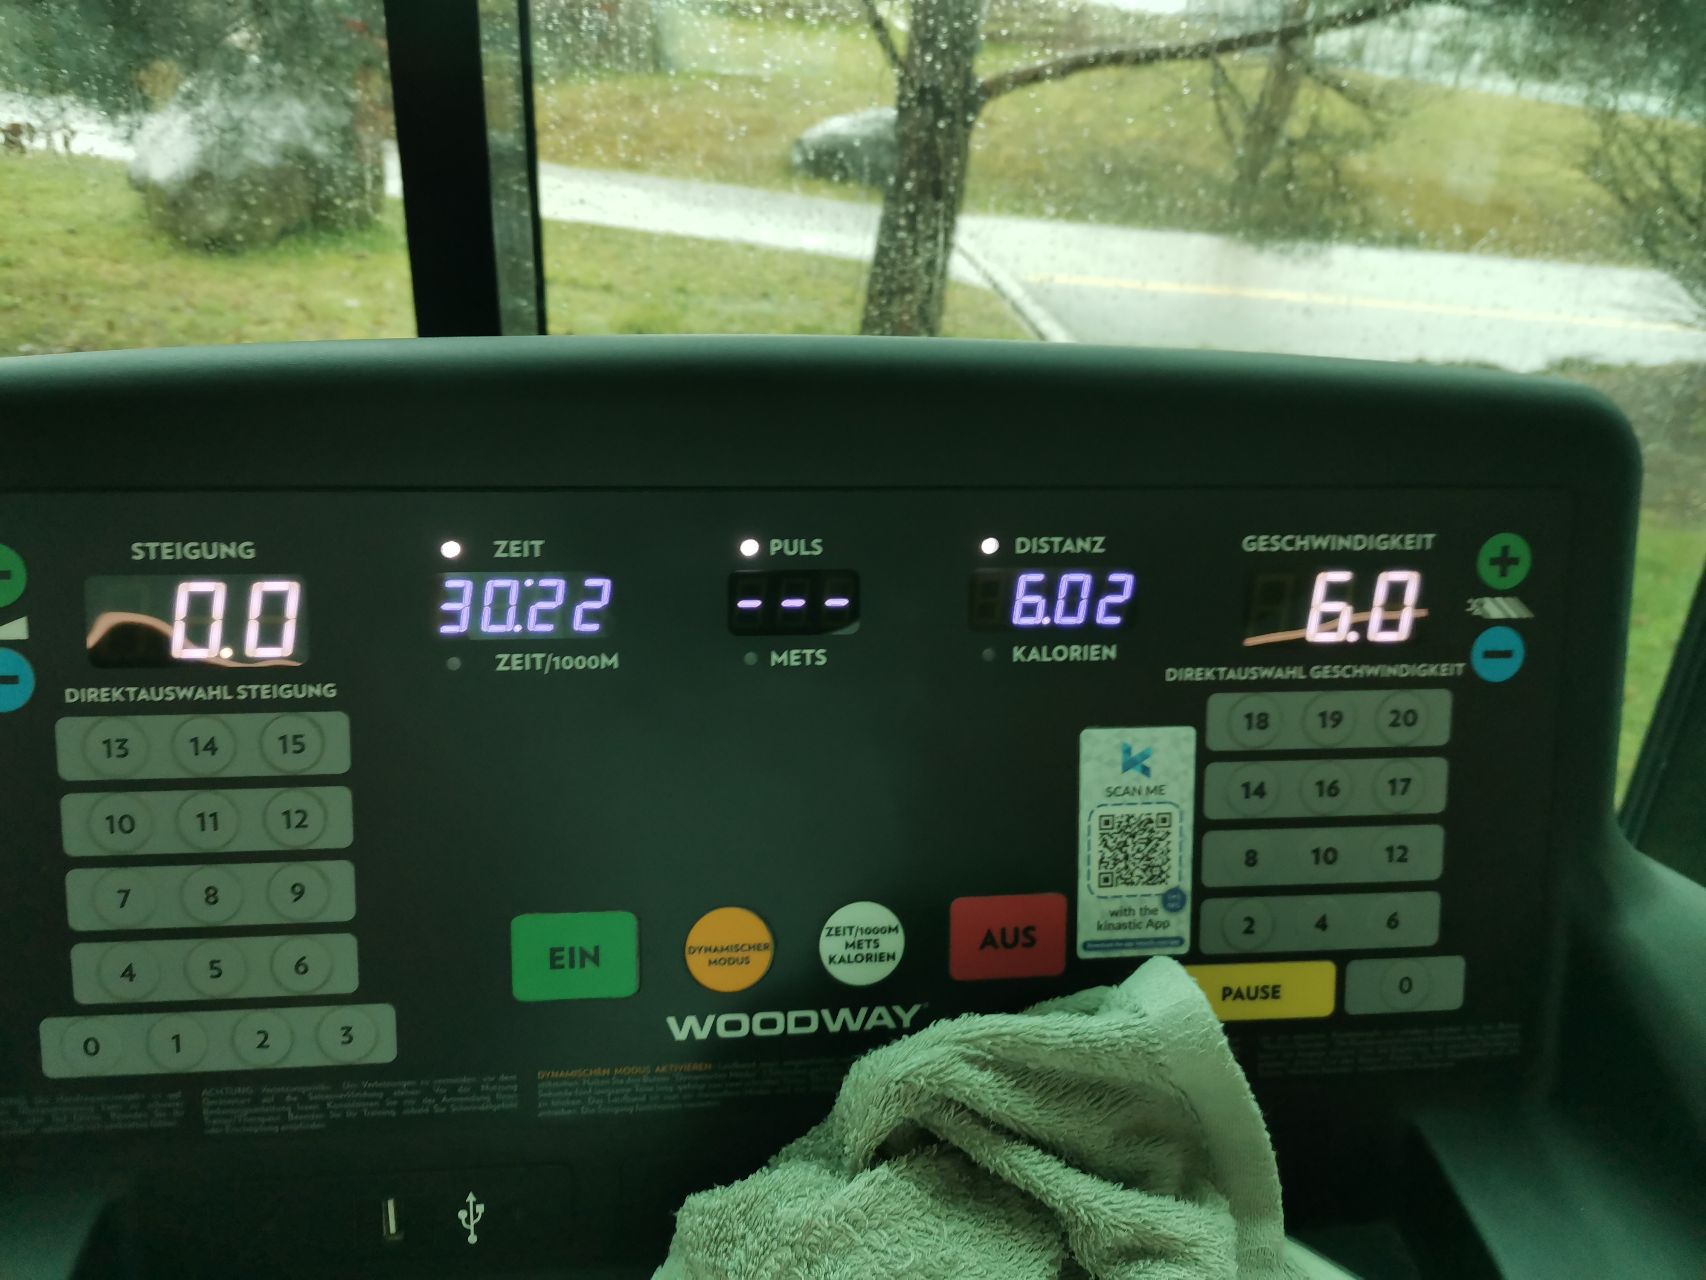 STEIGUNG
0.0
DIREKTAUSWAHL STEIGUNG
13 14 15
10 11 12
7 8 9
4 5 6
0 1 2 3
ZEIT
30:22
ZEIT/1000M
PULS
---
METS
DISTANZ
6.02
KALORIEN
GESCHWINDIGKEIT
6.0
DIREKTAUSWAHL GESCHWINDIGKEIT
18 19 20
14 16 17
8 10 12
2 4 6
PAUSE
0
SCAN ME
with the
kinastic App
EIN
DYNAMISCHER
MODUS
ZEIT/1000M
METS
KALORIEN
AUS
WOODWAY
DYNAMISCHEN MODUS AKTIVIEREN